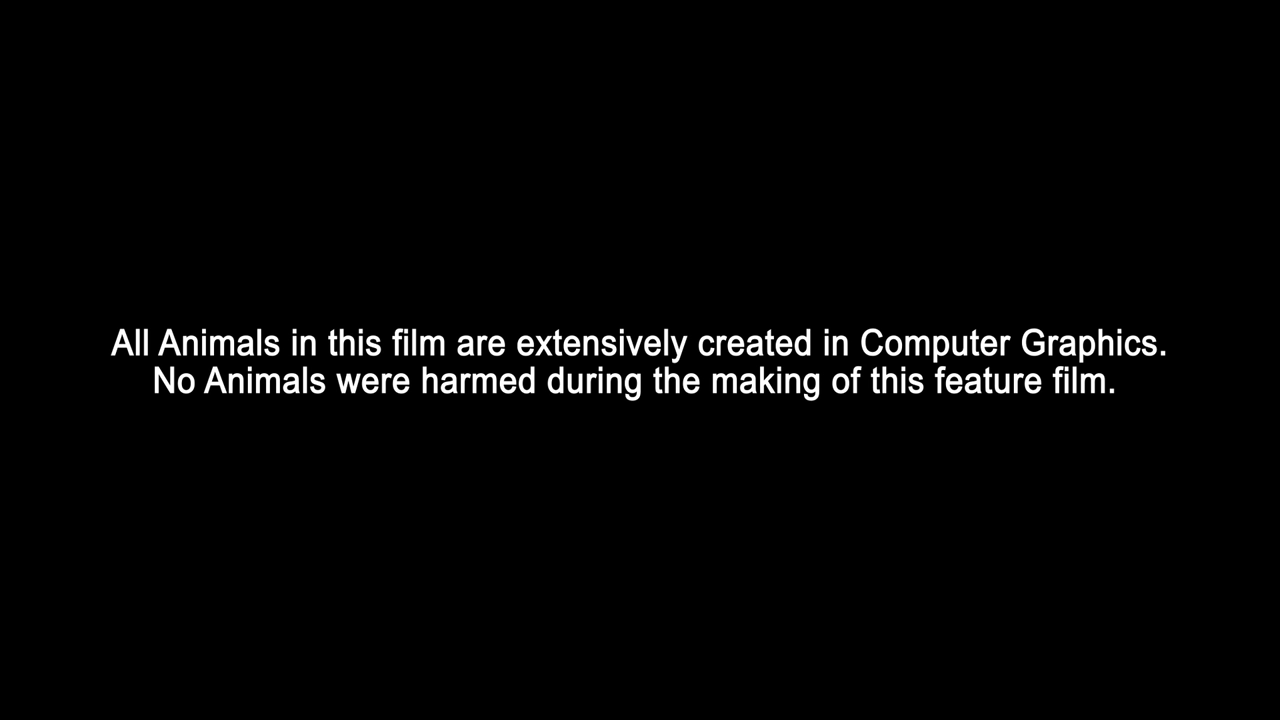 All Animals in this film are extensively created in Computer Graphics.
No Animals were harmed during the making of this feature film.